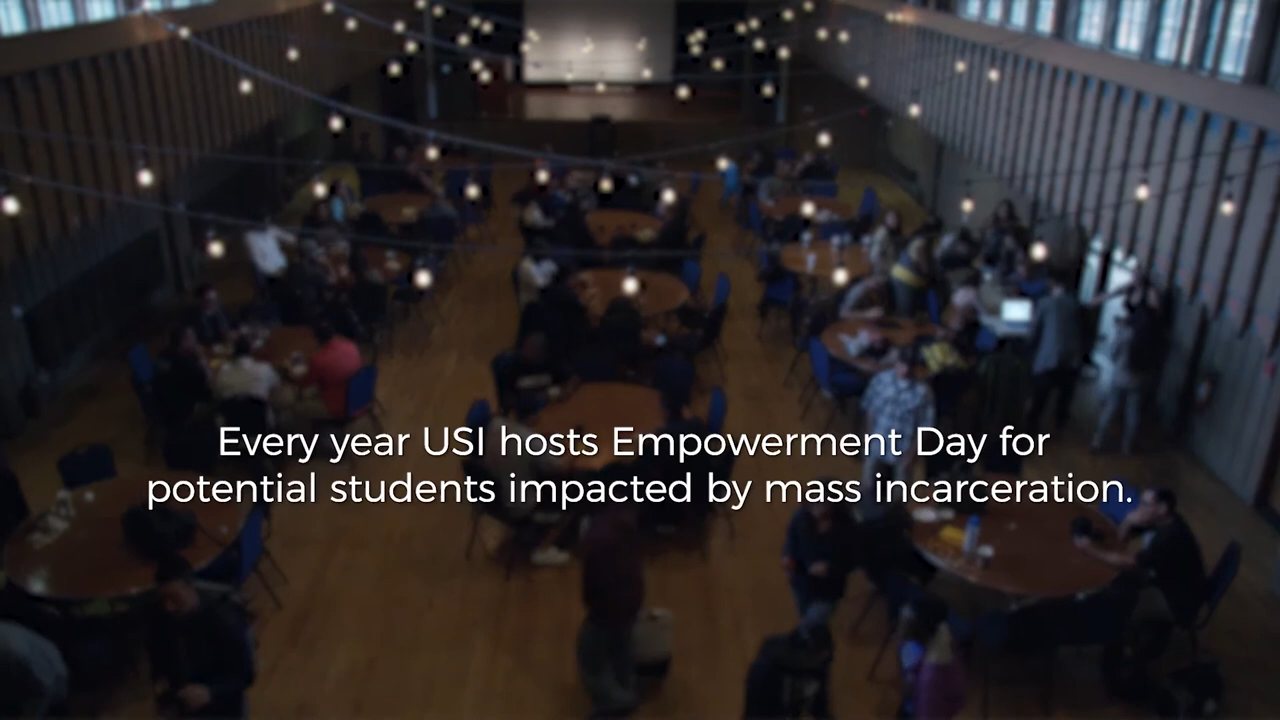 Every year USI hosts Empowerment Day for
potential students impacted by mass incarceration.